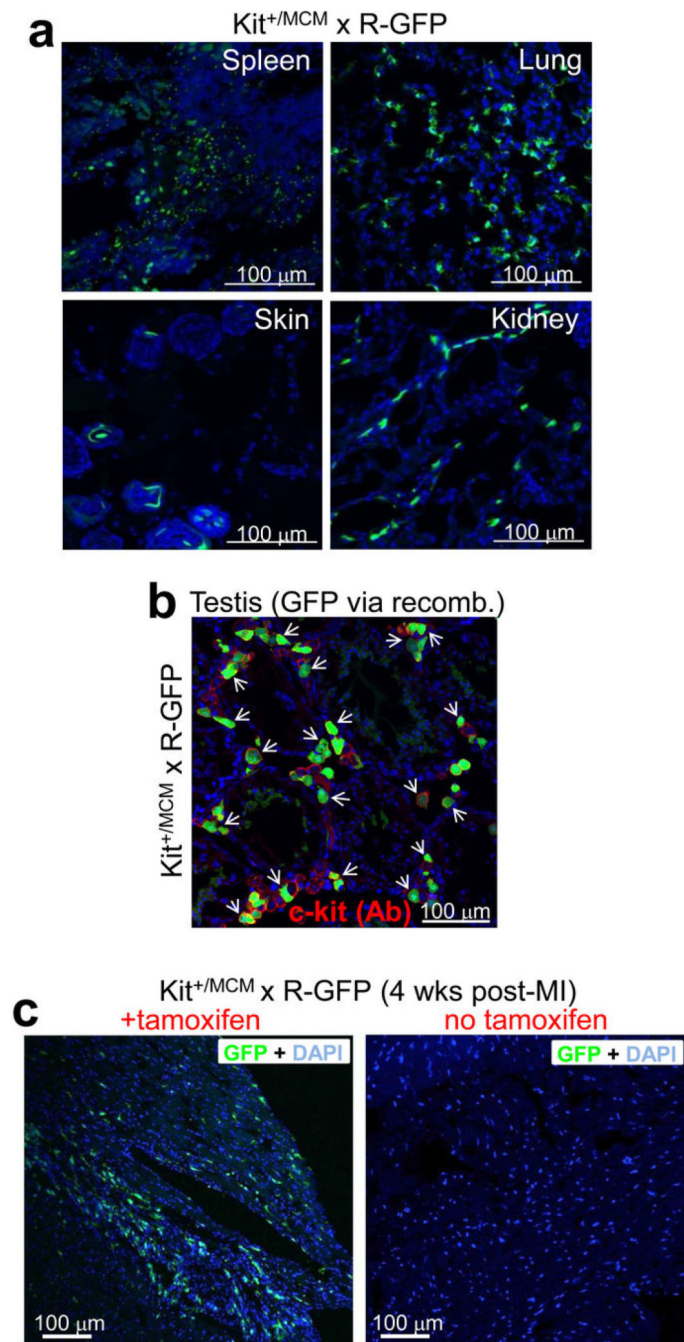 a
Kit+/MCM x R-GFP
Spleen
Lung
100 μm
100 μm
Skin
Kidney
100 μm
100 μm
b
Testis (GFP via recomb.)
Kit+/MCM x R-GFP
c-kit (Ab)
100 μm
Kit+/MCM x R-GFP (4 wks post-MI)
c
+tamoxifen
no tamoxifen
GFP + DAPI
GFP + DAPI
100 μm
100 μm